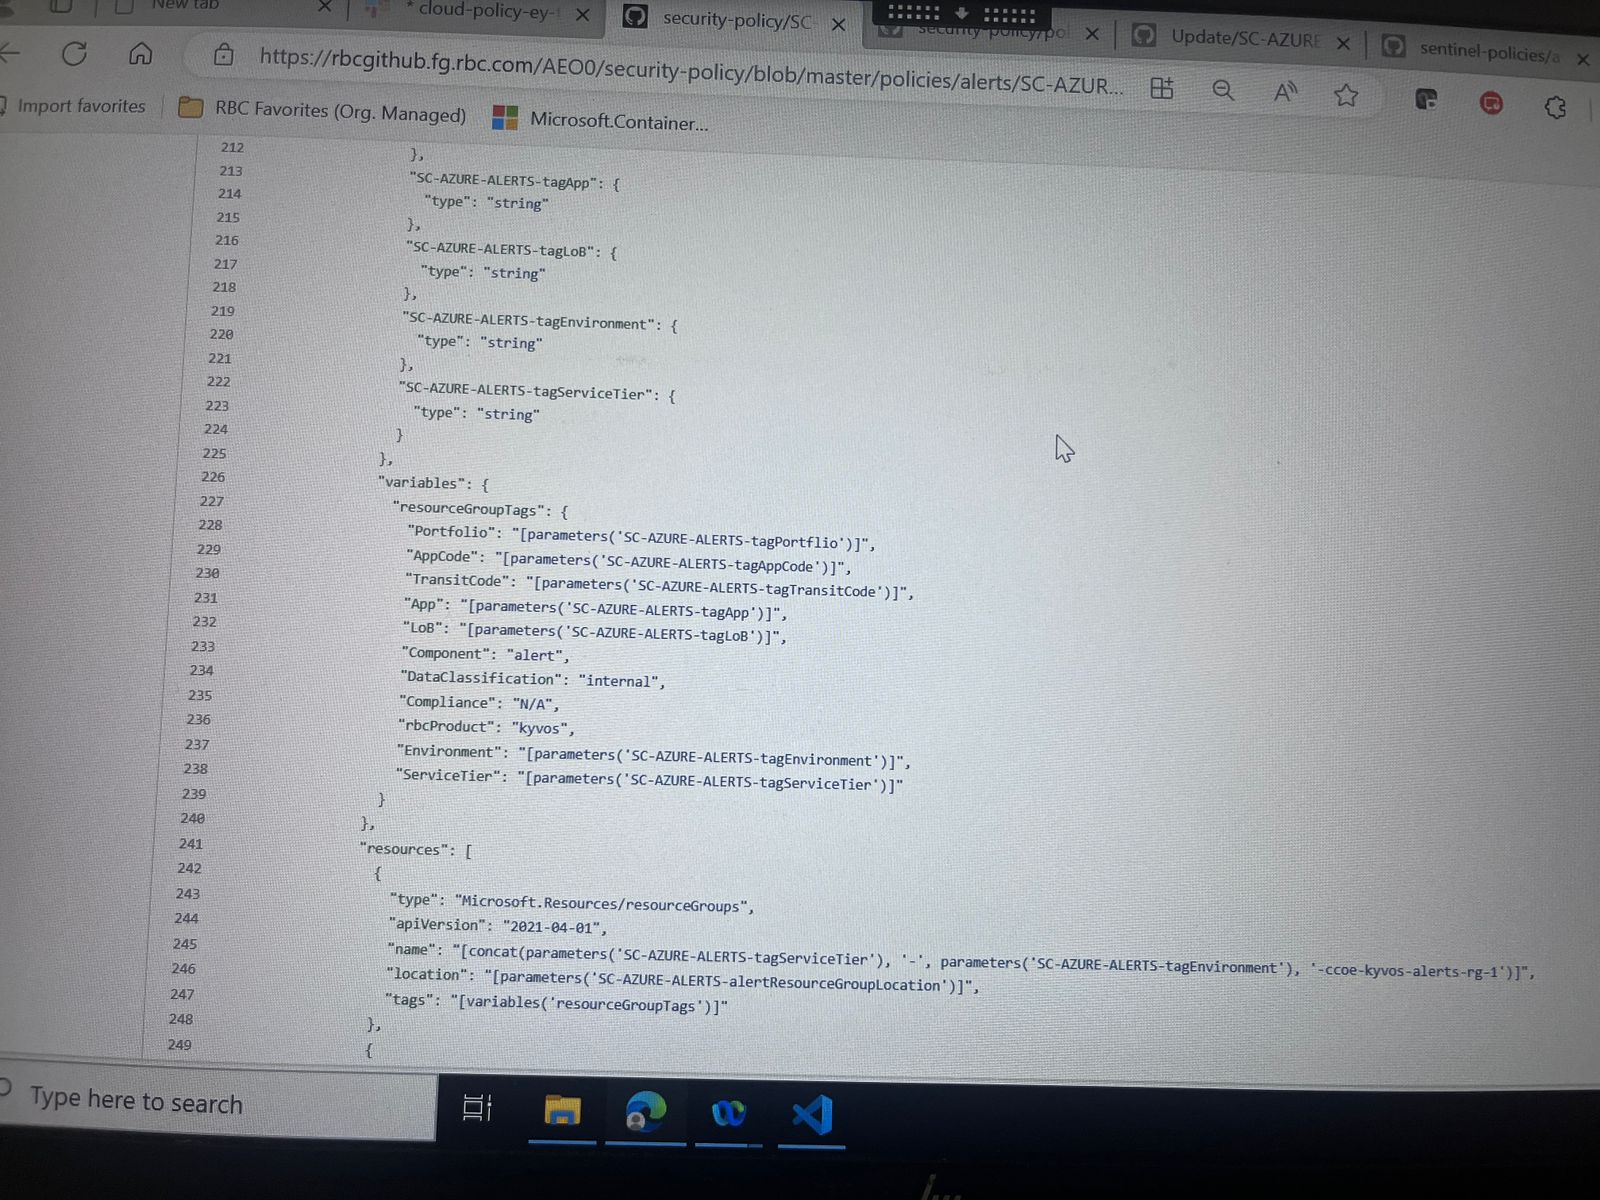 New tab
* cloud-policy-ey-
security-policy/SC-
security-policy/pol
Update/SC-AZURE
sentinel-policies/a
https://rbcgithub.fg.rbc.com/AEO0/security-policy/blob/master/policies/alerts/SC-AZUR...
Import favorites
RBC Favorites (Org. Managed)
Microsoft.Container...
212 },
213 "SC-AZURE-ALERTS-tagApp": {
214 "type": "string"
215 },
216 "SC-AZURE-ALERTS-tagLoB": {
217 "type": "string"
218 },
219 "SC-AZURE-ALERTS-tagEnvironment": {
220 "type": "string"
221 },
222 "SC-AZURE-ALERTS-tagServiceTier": {
223 "type": "string"
224 }
225 },
226 "variables": {
227 "resourceGroupTags": {
228 "Portfolio": "[parameters('SC-AZURE-ALERTS-tagPortflio')]",
229 "AppCode": "[parameters('SC-AZURE-ALERTS-tagAppCode')]",
230 "TransitCode": "[parameters('SC-AZURE-ALERTS-tagTransitCode')]",
231 "App": "[parameters('SC-AZURE-ALERTS-tagApp')]",
232 "LoB": "[parameters('SC-AZURE-ALERTS-tagLoB')]",
233 "Component": "alert",
234 "DataClassification": "internal",
235 "Compliance": "N/A",
236 "rbcProduct": "kyvos",
237 "Environment": "[parameters('SC-AZURE-ALERTS-tagEnvironment')]",
238 "ServiceTier": "[parameters('SC-AZURE-ALERTS-tagServiceTier')]"
239 }
240 },
241 "resources": [
242 {
243 "type": "Microsoft.Resources/resourceGroups",
244 "apiVersion": "2021-04-01",
245 "name": "[concat(parameters('SC-AZURE-ALERTS-tagServiceTier'), '-', parameters('SC-AZURE-ALERTS-tagEnvironment'), '-ccoe-kyvos-alerts-rg-1')]",
246 "location": "[parameters('SC-AZURE-ALERTS-alertResourceGroupLocation')]",
247 "tags": "[variables('resourceGroupTags')]"
248 },
249 {
Type here to search